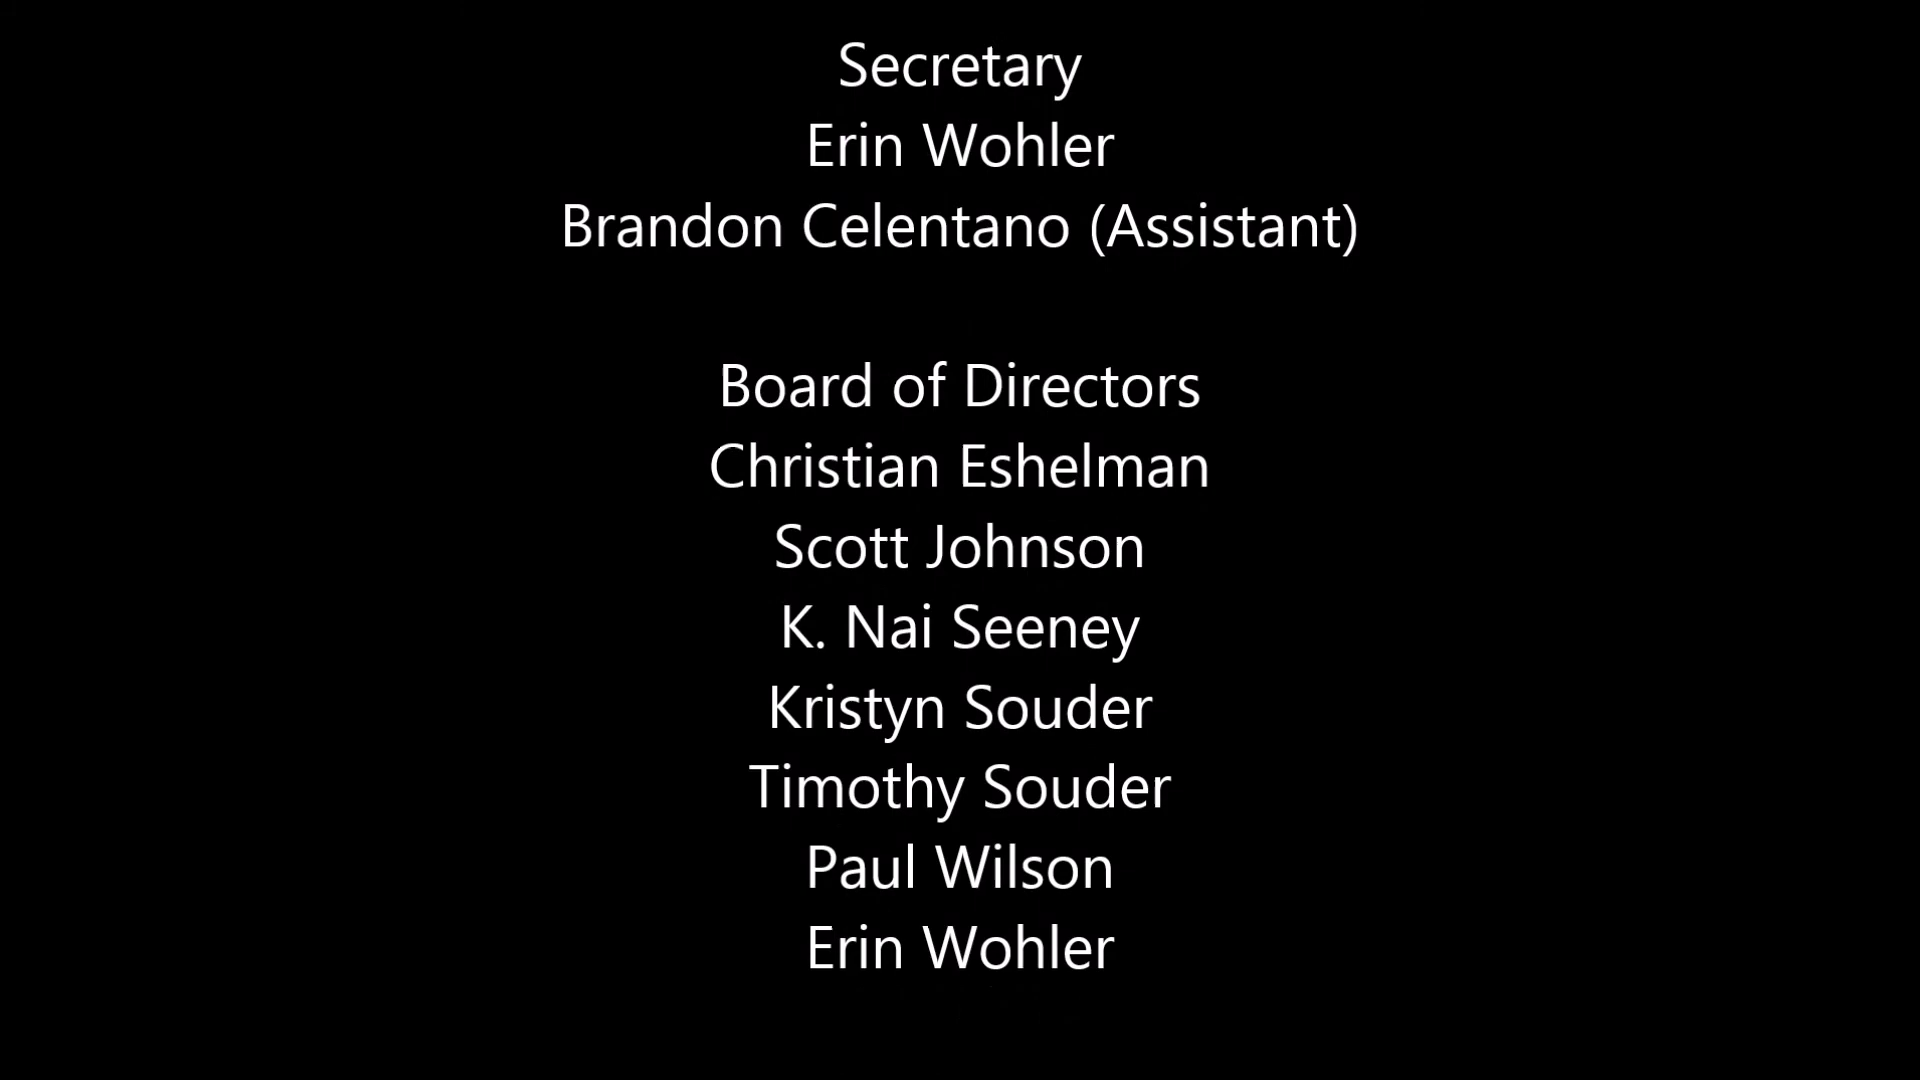 Secretary
Erin Wohler
Brandon Celentano (Assistant)
Board of Directors
Christian Eshelman
Scott Johnson
K. Nai Seeney
Kristyn Souder
Timothy Souder
Paul Wilson
Erin Wohler